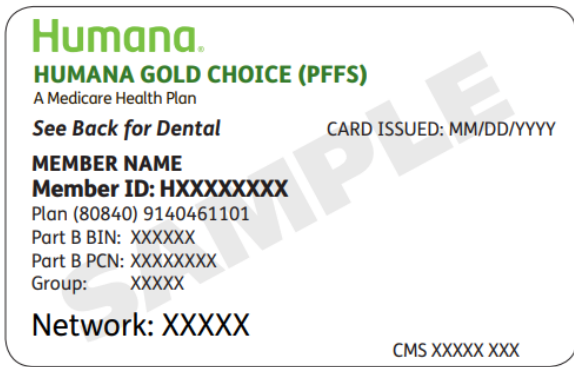 Humana.
HUMANA GOLD CHOICE (PFFS)
A Medicare Health Plan
See Back for Dental CARD ISSUED: MM/DD/YYYY
MEMBER NAME
Member ID: HXXXXXXXX
Plan (80840) 9140461101
Part B BIN: XXXXXX
Part B PCN: XXXXXXXX
Group: XXXXX
Network: XXXXX
CMS XXXXX XXX
SAMPLE